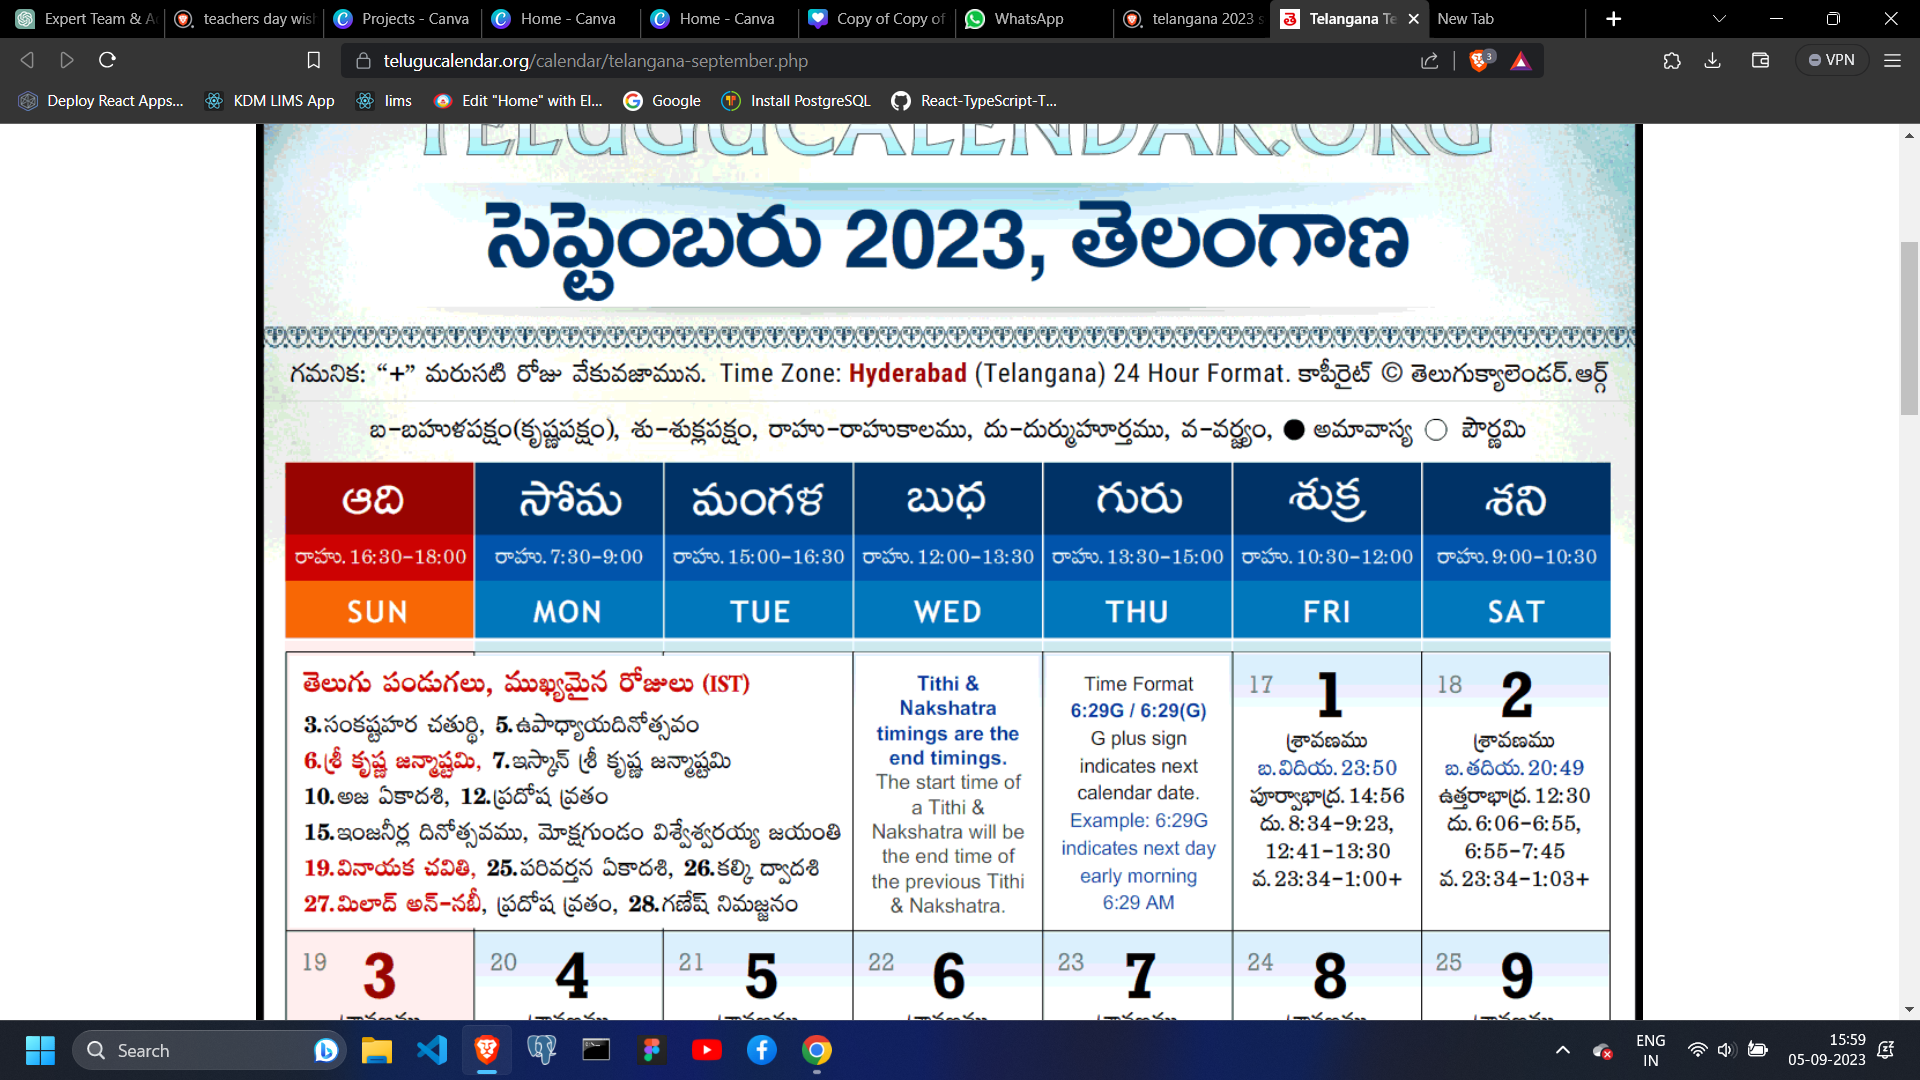 Expert Team & A
teachers day wis
Projects - Canva
Home - Canva
Home - Canva
Copy of Copy of
WhatsApp
telangana 2023 s
Telangana Te
New Tab
telugucalendar.org/calendar/telangana-september.php
3
VPN
Deploy React Apps...
KDM LIMS App
lims
Edit "Home" with El...
Google
Install PostgreSQL
React-TypeScript-T...
TELUGUCALENDAR.ORG
సెప్టెంబరు 2023, తెలంగాణ
గమనిక: “+” మరుసటి రోజు వేకువజామున. Time Zone: Hyderabad (Telangana) 24 Hour Format. కాపీరైట్ © తెలుగుక్యాలెండర్.ఆర్గ్
బ-బహుళపక్షం(కృష్ణపక్షం), శు-శుక్లపక్షం, రాహు-రాహుకాలము, దు-దుర్ముహూర్తము, వ-వర్జ్యం, ● అమావాస్య ○ పౌర్ణమి
ఆది సోమ మంగళ బుధ గురు శుక్ర శని
రాహు.16:30-18:00 రాహు.7:30-9:00 రాహు.15:00-16:30 రాహు.12:00-13:30 రాహు.13:30-15:00 రాహు.10:30-12:00 రాహు.9:00-10:30
SUN MON TUE WED THU FRI SAT
తెలుగు పండుగలు, ముఖ్యమైన రోజులు (IST)
3.సంకష్టహర చతుర్థి, 5.ఉపాధ్యాయదినోత్సవం
6.శ్రీ కృష్ణ జన్మాష్టమి, 7.ఇస్కాన్ శ్రీ కృష్ణ జన్మాష్టమి
10.అజ ఏకాదశి, 12.ప్రదోష వ్రతం
15.ఇంజనీర్ల దినోత్సవము, మోక్షగుండం విశ్వేశ్వరయ్య జయంతి
19.వినాయక చవితి, 25.పరివర్తన ఏకాదశి, 26.కల్కి ద్వాదశి
27.మిలాద్ అన్-నబీ, ప్రదోష వ్రతం, 28.గణేష్ నిమజ్జనం
Tithi &
Nakshatra
timings are the
end timings.
The start time of
a Tithi &
Nakshatra will be
the end time of
the previous Tithi
& Nakshatra.
Time Format
6:29G / 6:29(G)
G plus sign
indicates next
calendar date.
Example: 6:29G
indicates next day
early morning
6:29 AM
17 1
శ్రావణము
బ.విదియ.23:50
పూర్వాభాద్ర.14:56
దు.8:34-9:23,
12:41-13:30
వ.23:34-1:00+
18 2
శ్రావణము
బ.తదియ.20:49
ఉత్తరాభాద్ర.12:30
దు.6:06-6:55,
6:55-7:45
వ.23:34-1:03+
19 3 20 4 21 5 22 6 23 7 24 8 25 9
శ్రావణము శ్రావణము శ్రావణము శ్రావణము శ్రావణము శ్రావణము శ్రావణము
Search
ENG
IN
15:59
05-09-2023